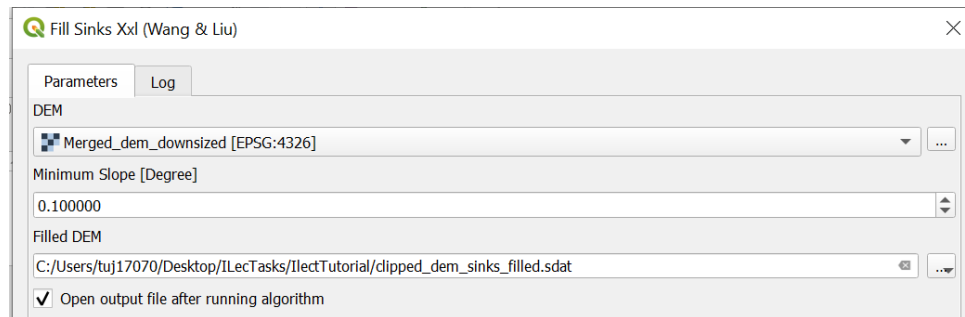 Fill Sinks Xxl (Wang & Liu)
Parameters Log
DEM
Merged_dem_downsized [EPSG:4326]
...
Minimum Slope [Degree]
0.100000
Filled DEM
C:/Users/tuj17070/Desktop/ILecTasks/IlectTutorial/clipped_dem_sinks_filled.sdat
...
Open output file after running algorithm